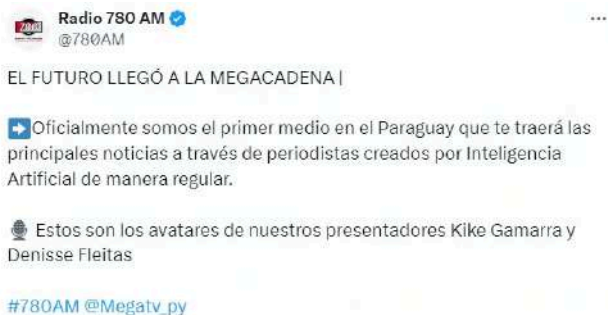 Radio 780 AM
@780AM
EL FUTURO LLEGÓ A LA MEGACADENA |
Oficialmente somos el primer medio en el Paraguay que te traerá las
principales noticias a través de periodistas creados por Inteligencia
Artificial de manera regular.
Estos son los avatares de nuestros presentadores Kike Gamarra y
Denisse Fleitas
#780AM @Megatv_py